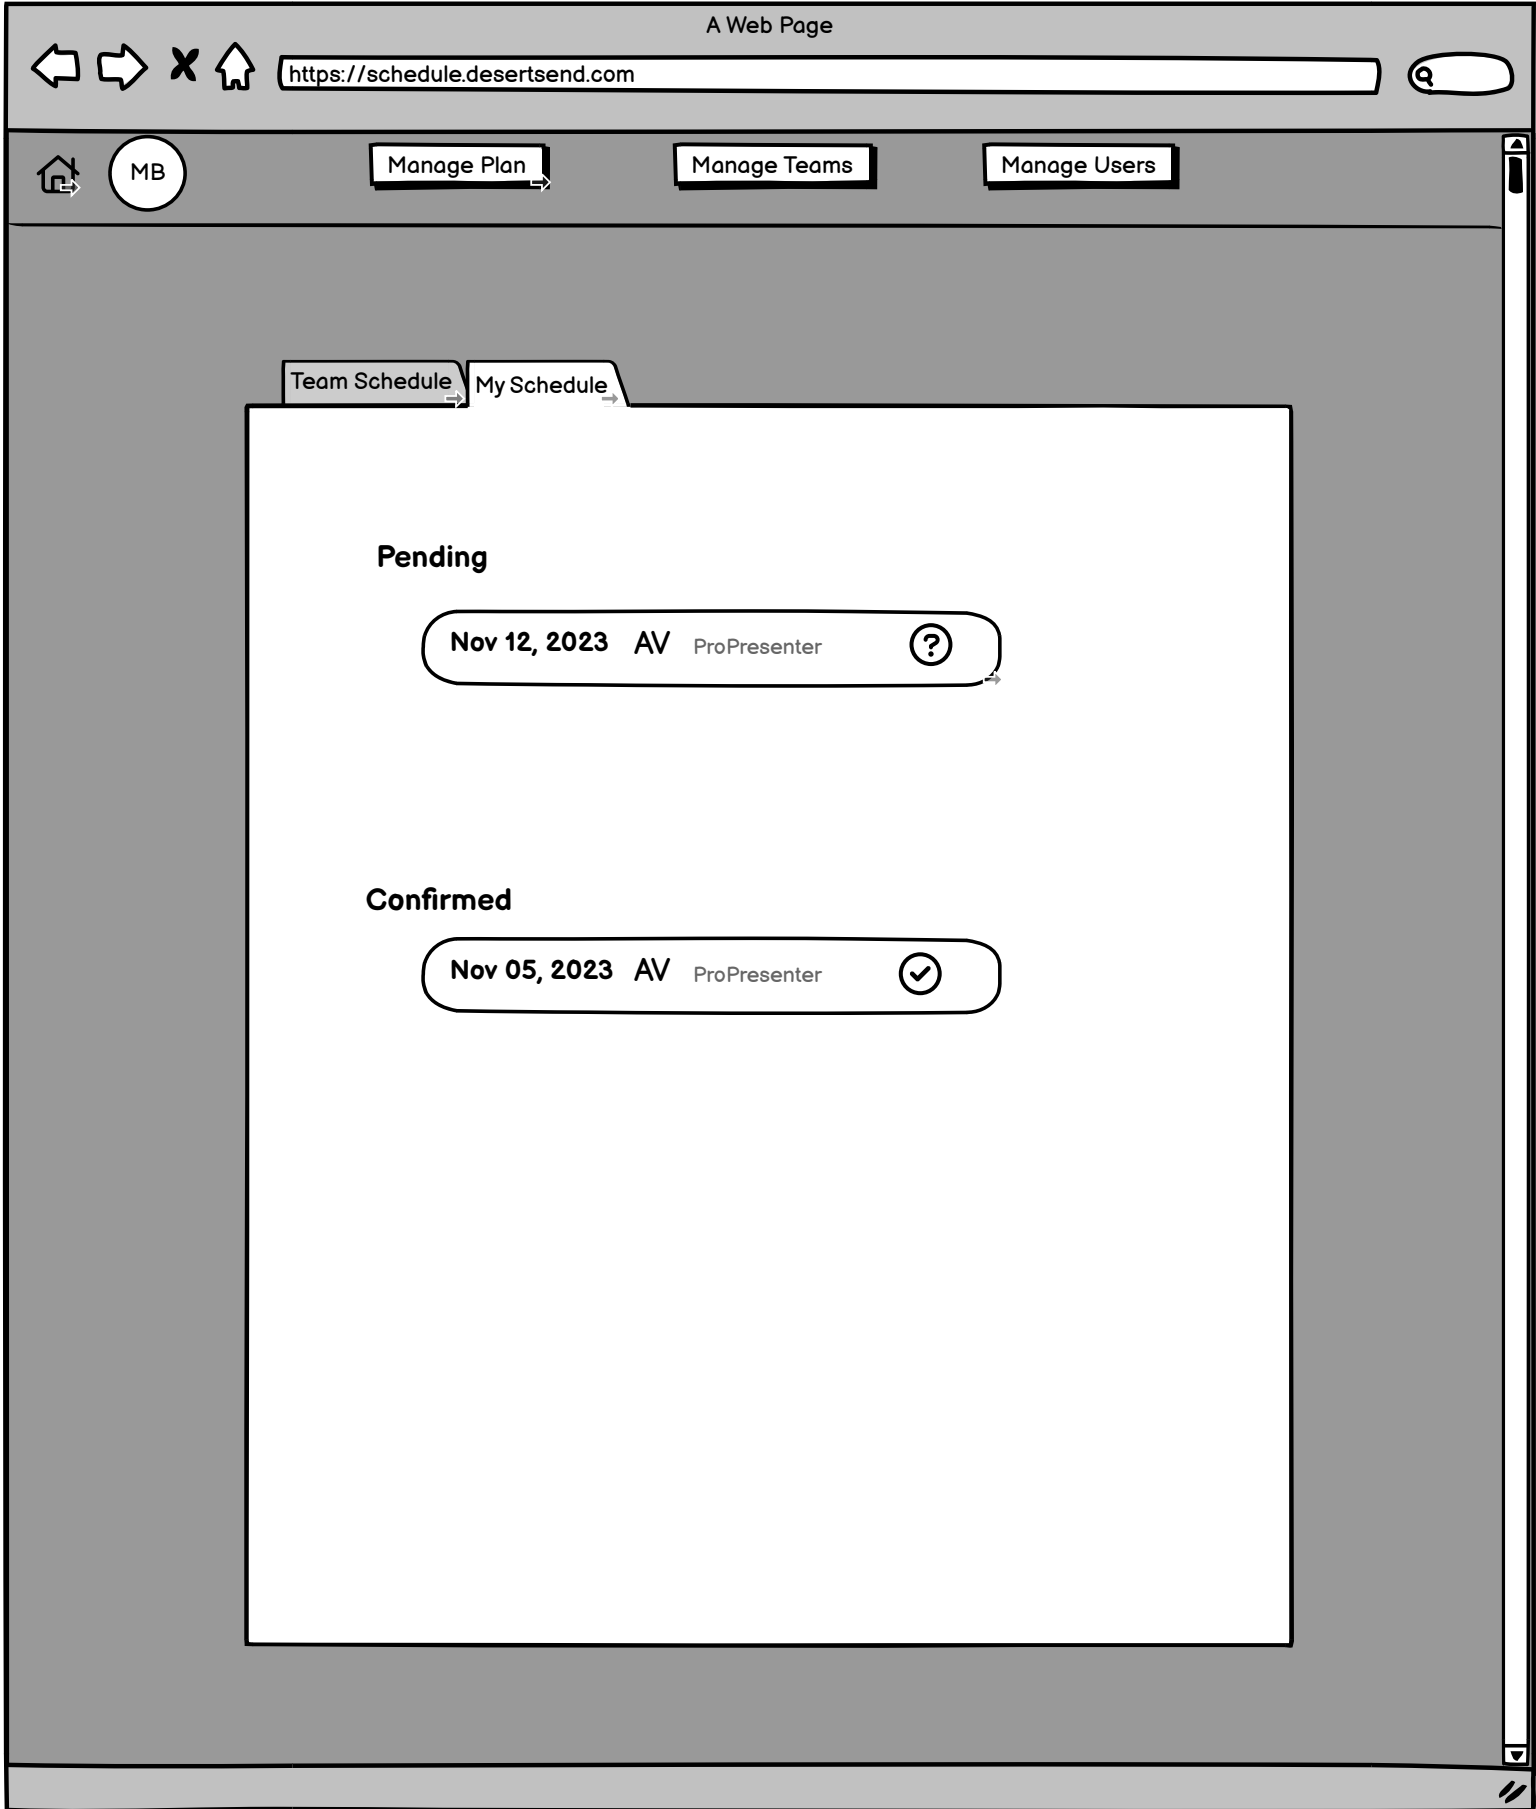 A Web Page
https://schedule.desertsend.com
MB
Manage Plan
Manage Teams
Manage Users
Team Schedule
My Schedule
Pending
Nov 12, 2023 AV ProPresenter ?
Confirmed
Nov 05, 2023 AV ProPresenter